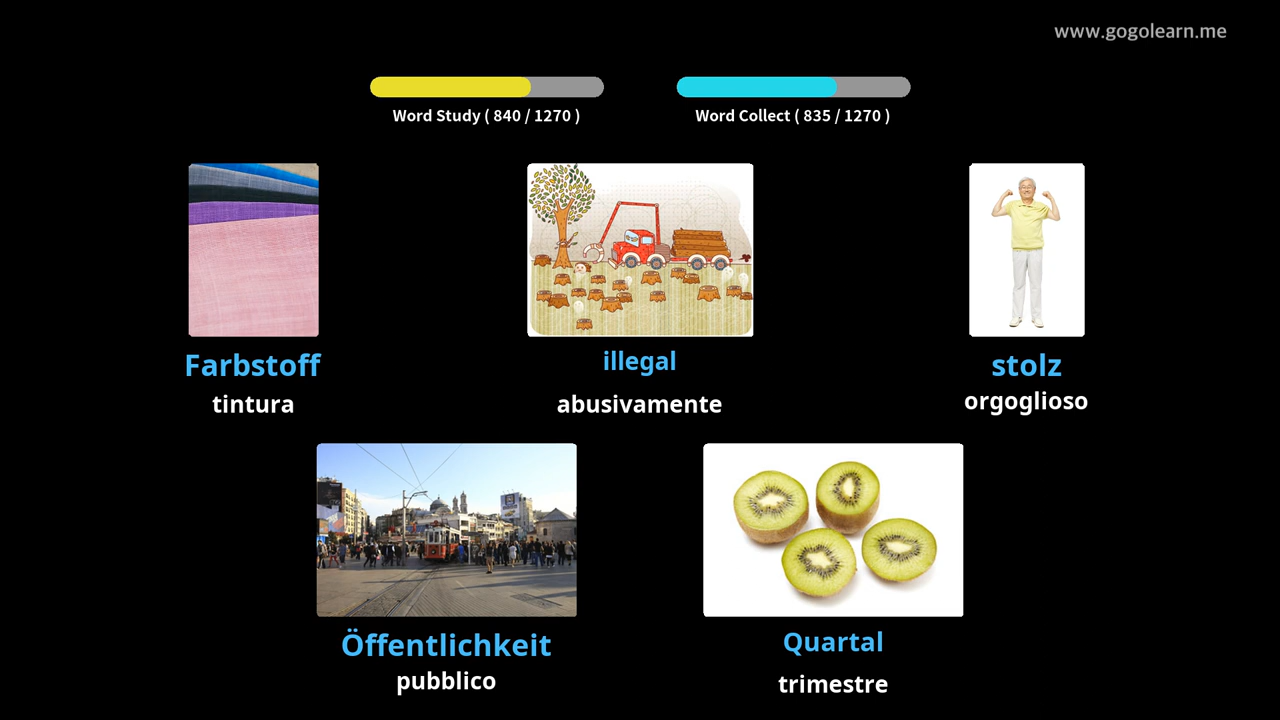 www.gogolearn.me
Word Study ( 840 / 1270 )
Word Collect ( 835 / 1270 )
Farbstoff
tintura
illegal
abusivamente
stolz
orgoglioso
Öffentlichkeit
pubblico
Quartal
trimestre